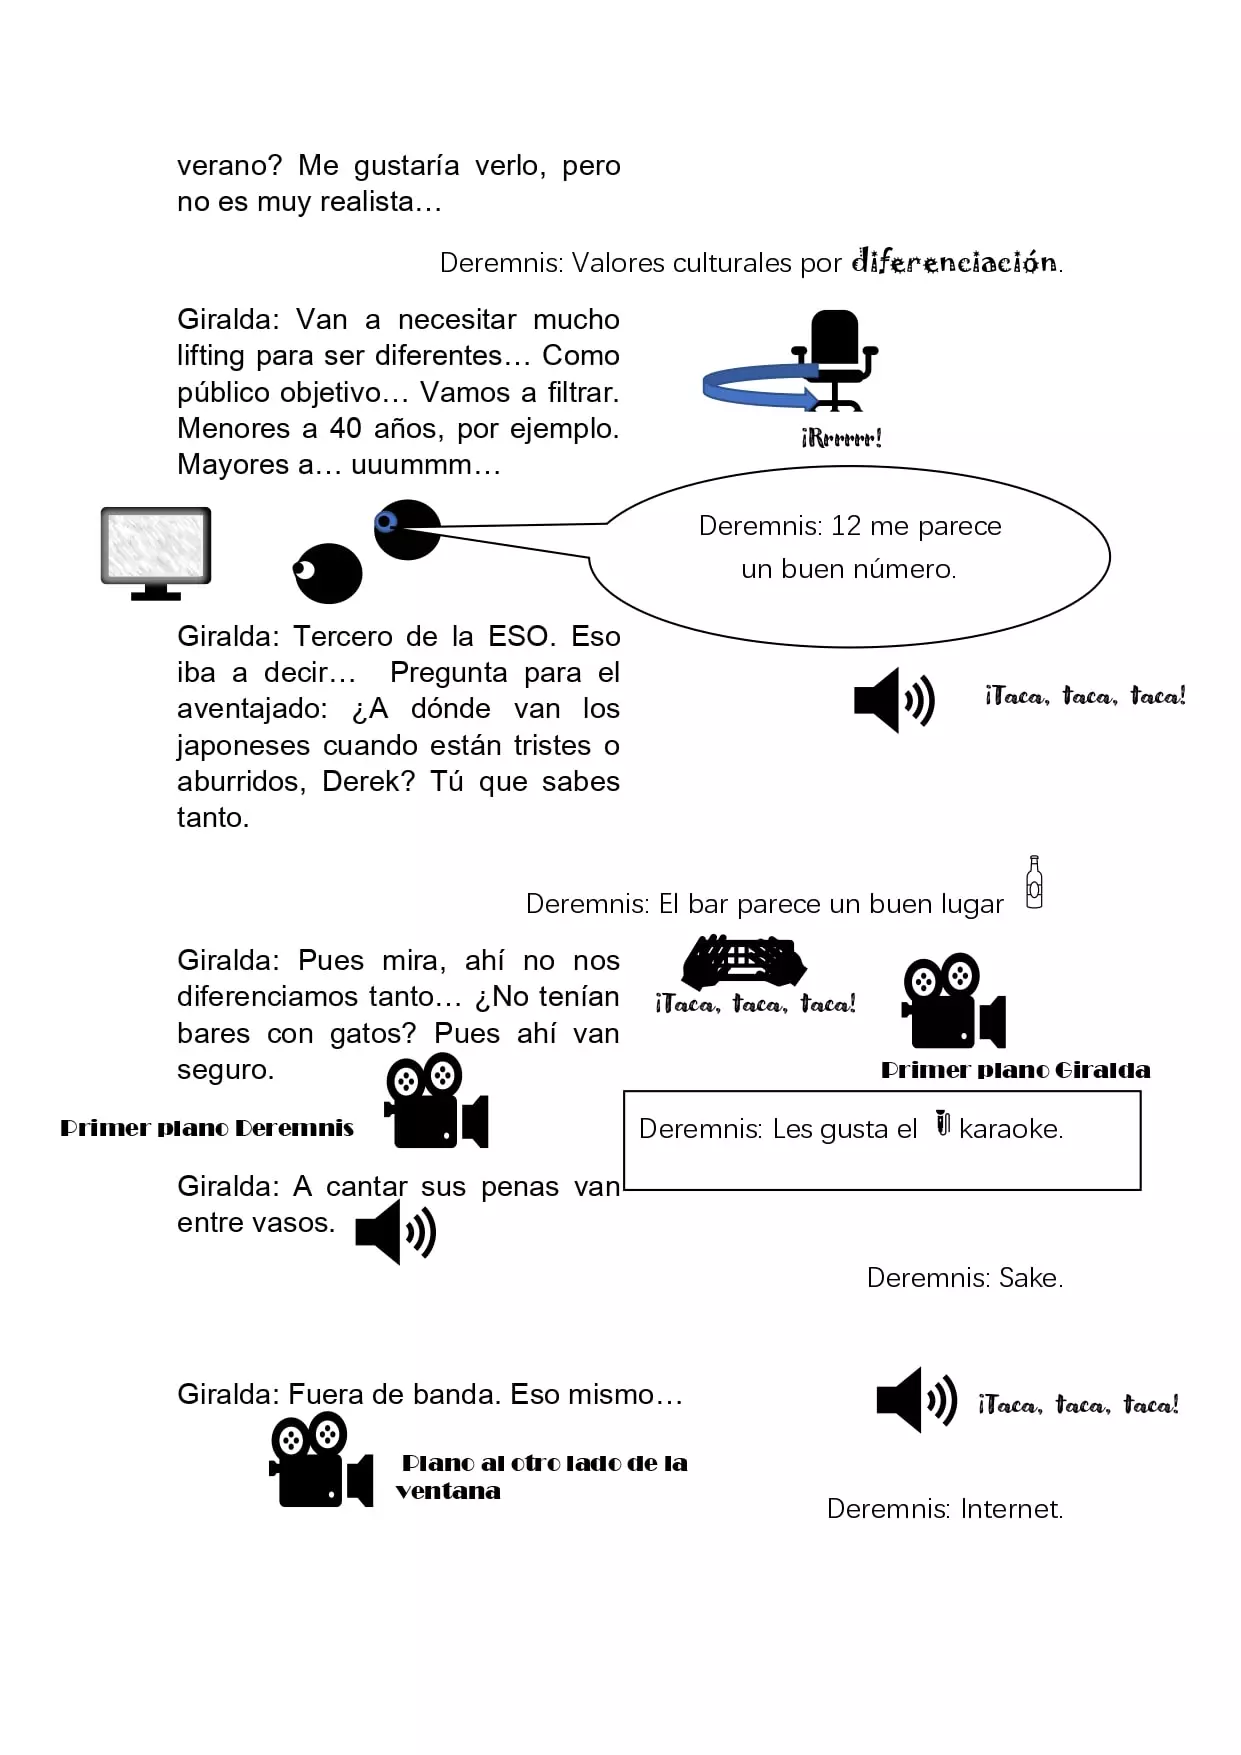 verano? Me gustaría verlo, pero
no es muy realista…
Deremnis: Valores culturales por diferenciación.
Giralda: Van a necesitar mucho
lifting para ser diferentes… Como
público objetivo… Vamos a filtrar.
Menores a 40 años, por ejemplo.
Mayores a… uuummm…
¡Rrrrrr!
Deremnis: 12 me parece
un buen número.
Giralda: Tercero de la ESO. Eso
iba a decir… Pregunta para el
aventajado: ¿A dónde van los
japoneses cuando están tristes o
aburridos, Derek? Tú que sabes
tanto.
¡Taca, taca, taca!
Deremnis: El bar parece un buen lugar
Giralda: Pues mira, ahí no nos
diferenciamos tanto… ¿No tenían
bares con gatos? Pues ahí van
seguro.
¡Taca, taca, taca!
Primer plano Giralda
Primer plano Deremnis
Deremnis: Les gusta el karaoke.
Giralda: A cantar sus penas van
entre vasos.
Deremnis: Sake.
Giralda: Fuera de banda. Eso mismo…
¡Taca, taca, taca!
Plano al otro lado de la
ventana
Deremnis: Internet.